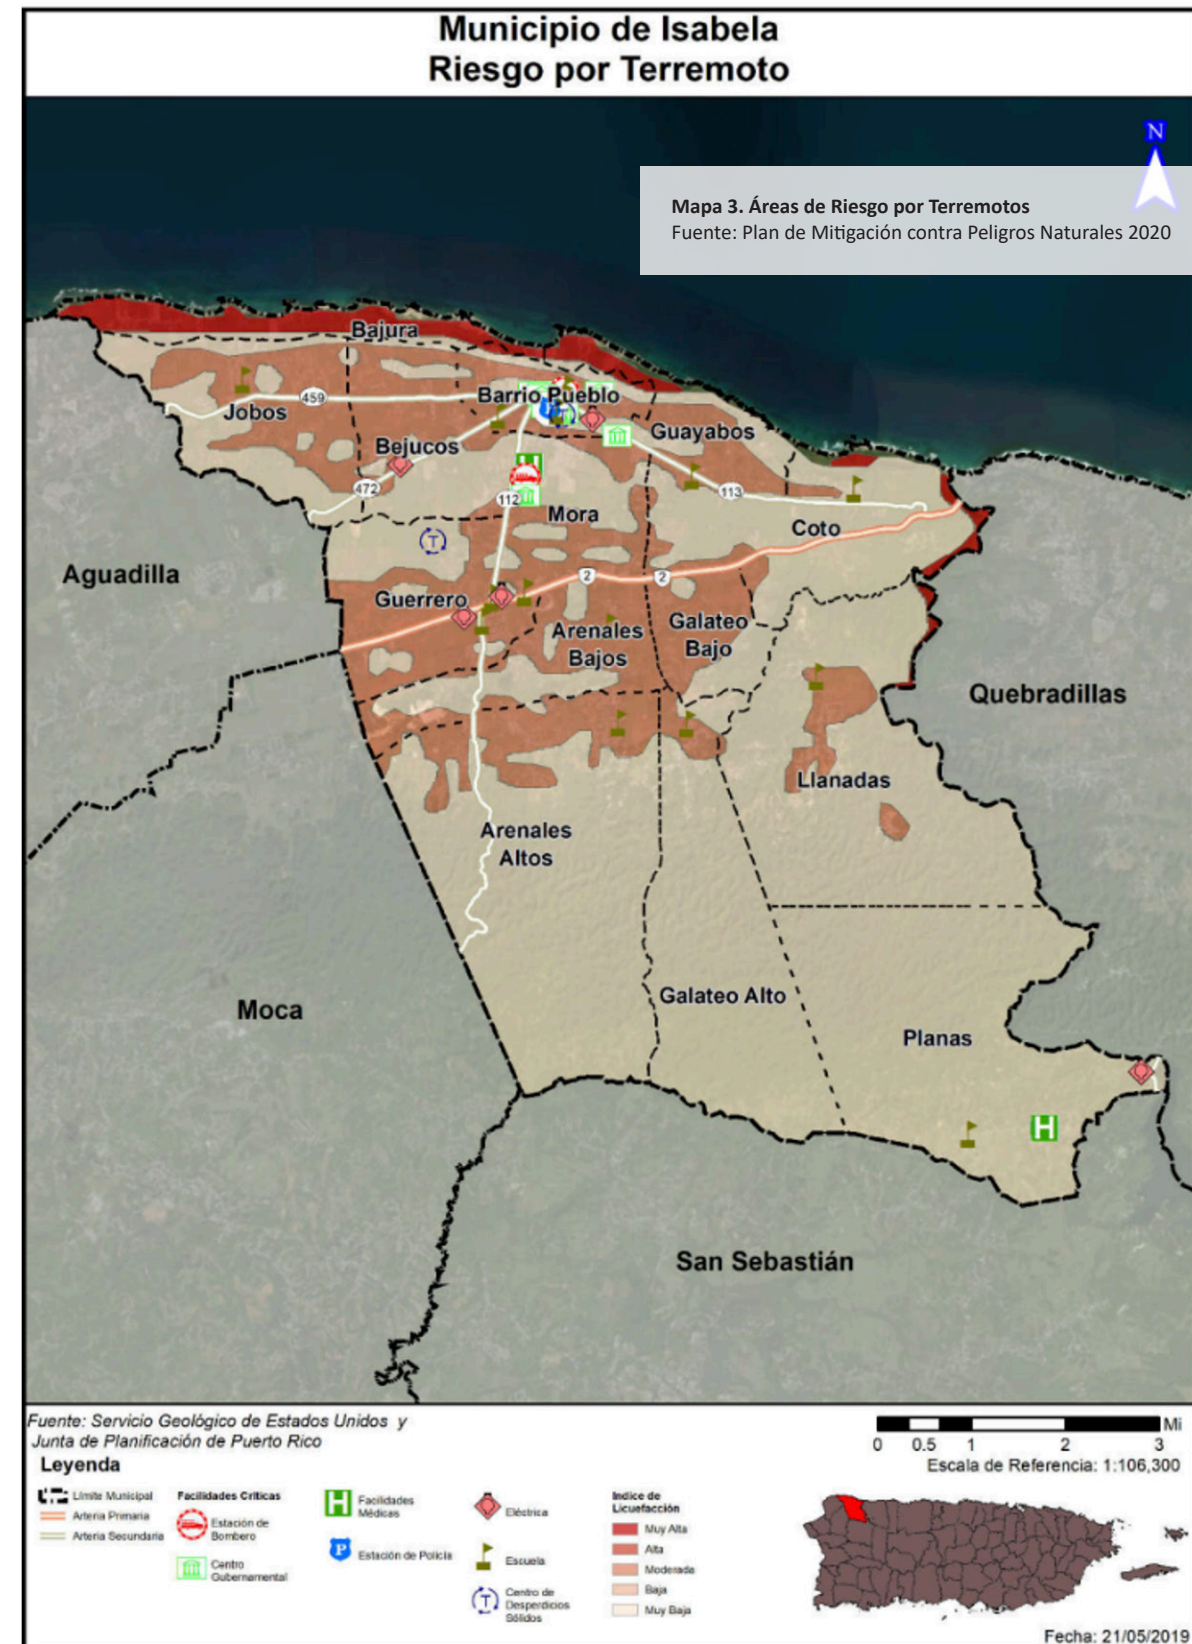 Municipio de Isabela
Riesgo por Terremoto
N
Mapa 3. Áreas de Riesgo por Terremotos
Fuente: Plan de Mitigación contra Peligros Naturales 2020
Bajura
Barrio Pueblo
459
Jobos
Guayabos
Bejucos
472
112
113
Mora
Coto
T
Aguadilla
2
2
Guerrero
Arenales
Bajos
Galateo
Bajo
Quebradillas
Llanadas
Arenales
Altos
Galateo Alto
Moca
Planas
H
San Sebastián
Fuente: Servicio Geológico de Estados Unidos y
Junta de Planificación de Puerto Rico
Mi
0 0.5 1 2 3
Escala de Referencia: 1:106,300
Leyenda
Límite Municipal
Arteria Primaria
Arteria Secundaria
Facilidades Críticas
Estación de
Bombero
Centro
Gubernamental
H
Facilidades
Médicas
P
Estación de Policía
Eléctrica
Escuela
T
Centro de
Desperdicios
Sólidos
Indice de
Licuefacción
Muy Alta
Alta
Moderada
Baja
Muy Baja
Fecha: 21/05/2019